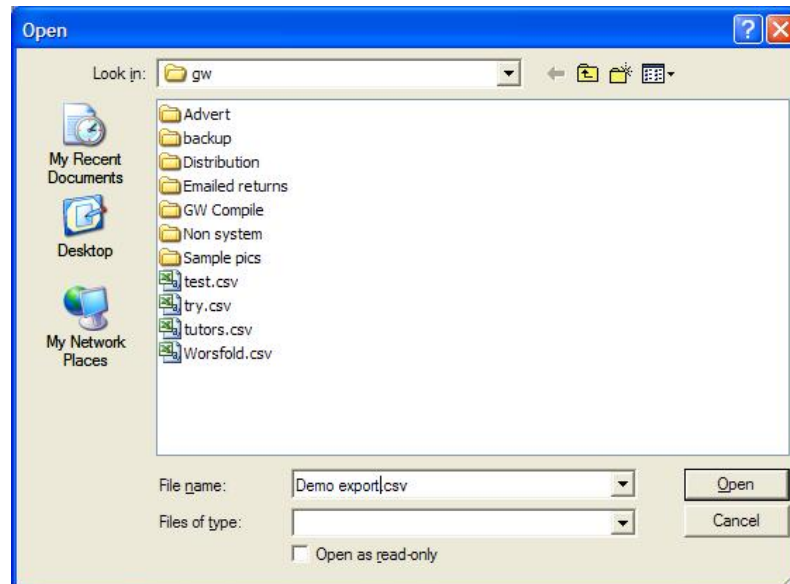 Open
Look in: gw
My Recent Documents
Desktop
My Network Places
Advert
backup
Distribution
Emailed returns
GW Compile
Non system
Sample pics
test.csv
try.csv
tutors.csv
Worsfold.csv
File name: Demo export.csv Open
Files of type: Cancel
Open as read-only